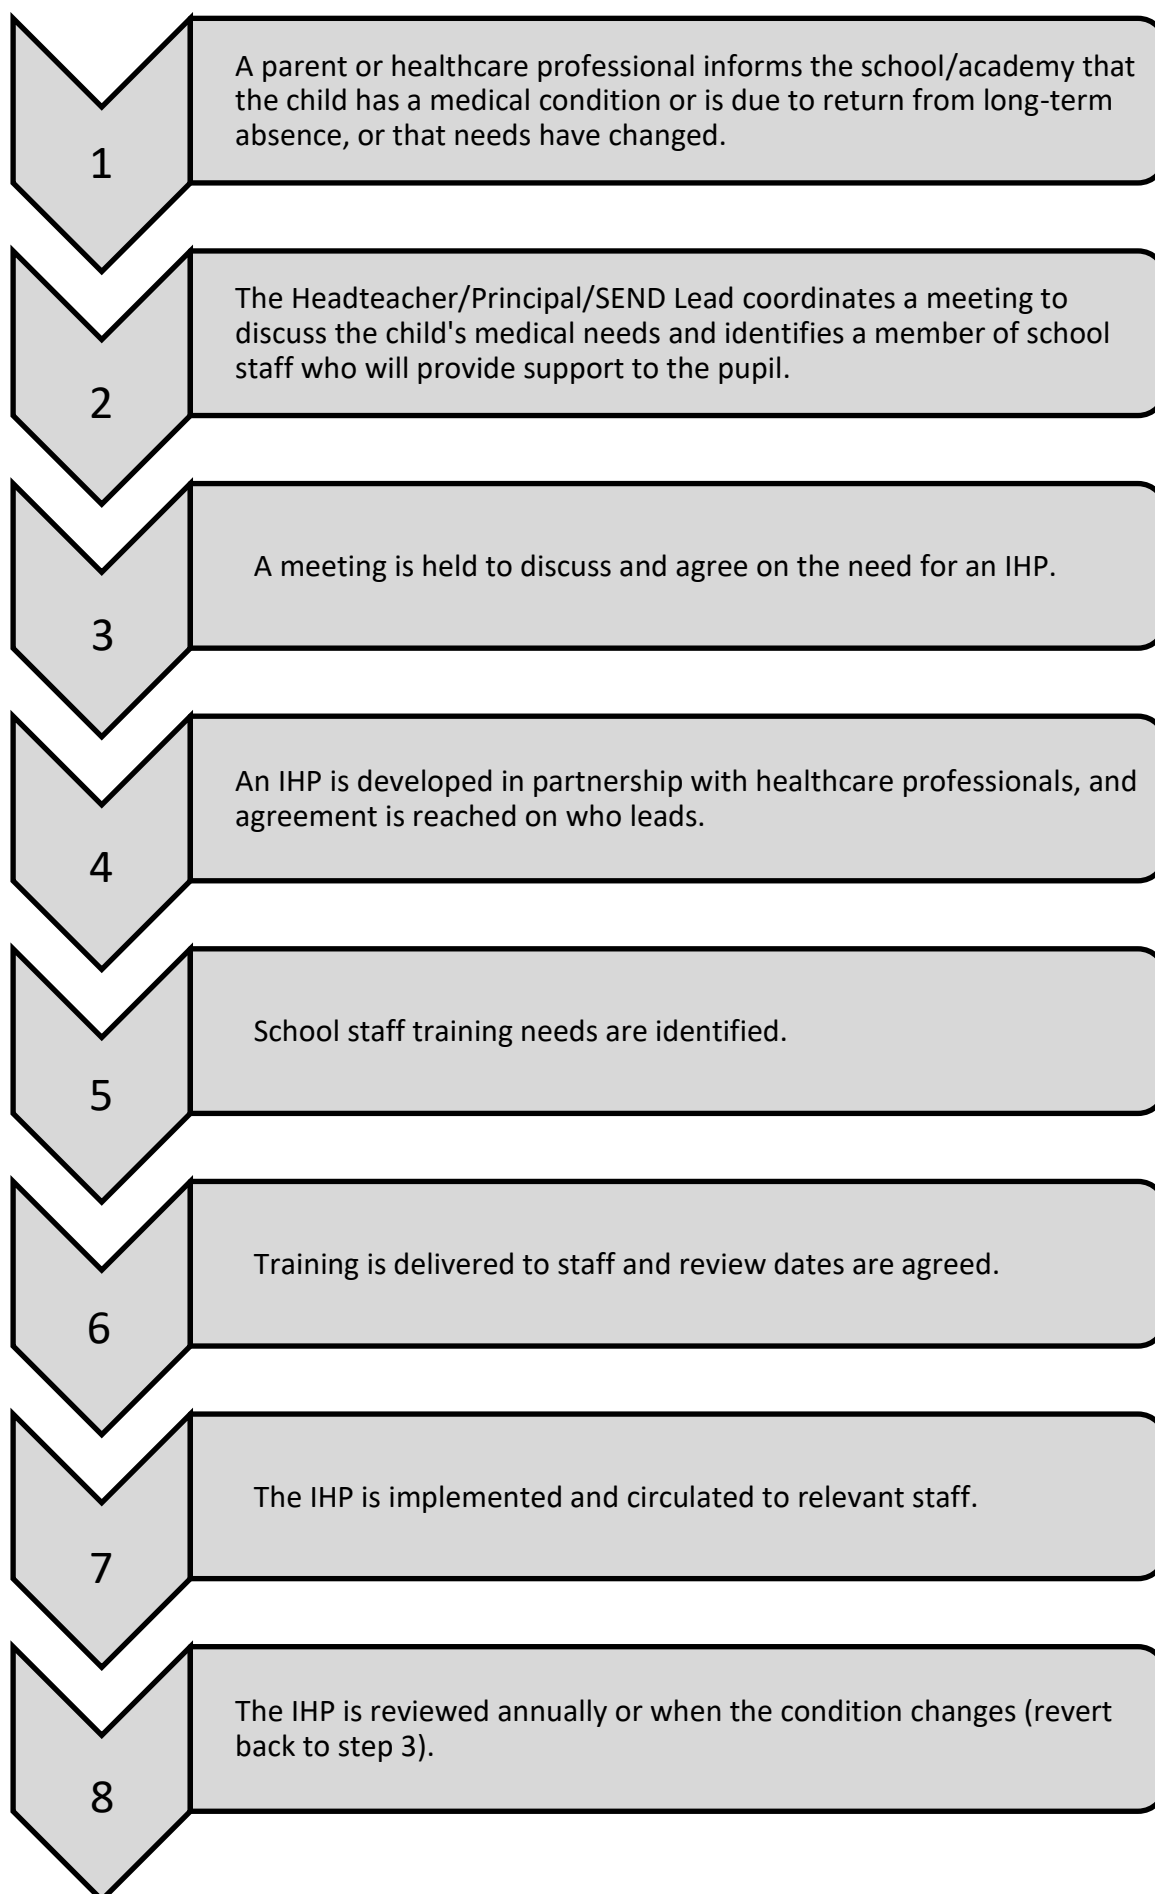 A parent or healthcare professional informs the school/academy that
the child has a medical condition or is due to return from long-term
absence, or that needs have changed.
1
The Headteacher/Principal/SEND Lead coordinates a meeting to
discuss the child's medical needs and identifies a member of school
staff who will provide support to the pupil.
2
A meeting is held to discuss and agree on the need for an IHP.
3
An IHP is developed in partnership with healthcare professionals, and
agreement is reached on who leads.
4
School staff training needs are identified.
5
Training is delivered to staff and review dates are agreed.
6
The IHP is implemented and circulated to relevant staff.
7
The IHP is reviewed annually or when the condition changes (revert
back to step 3).
8